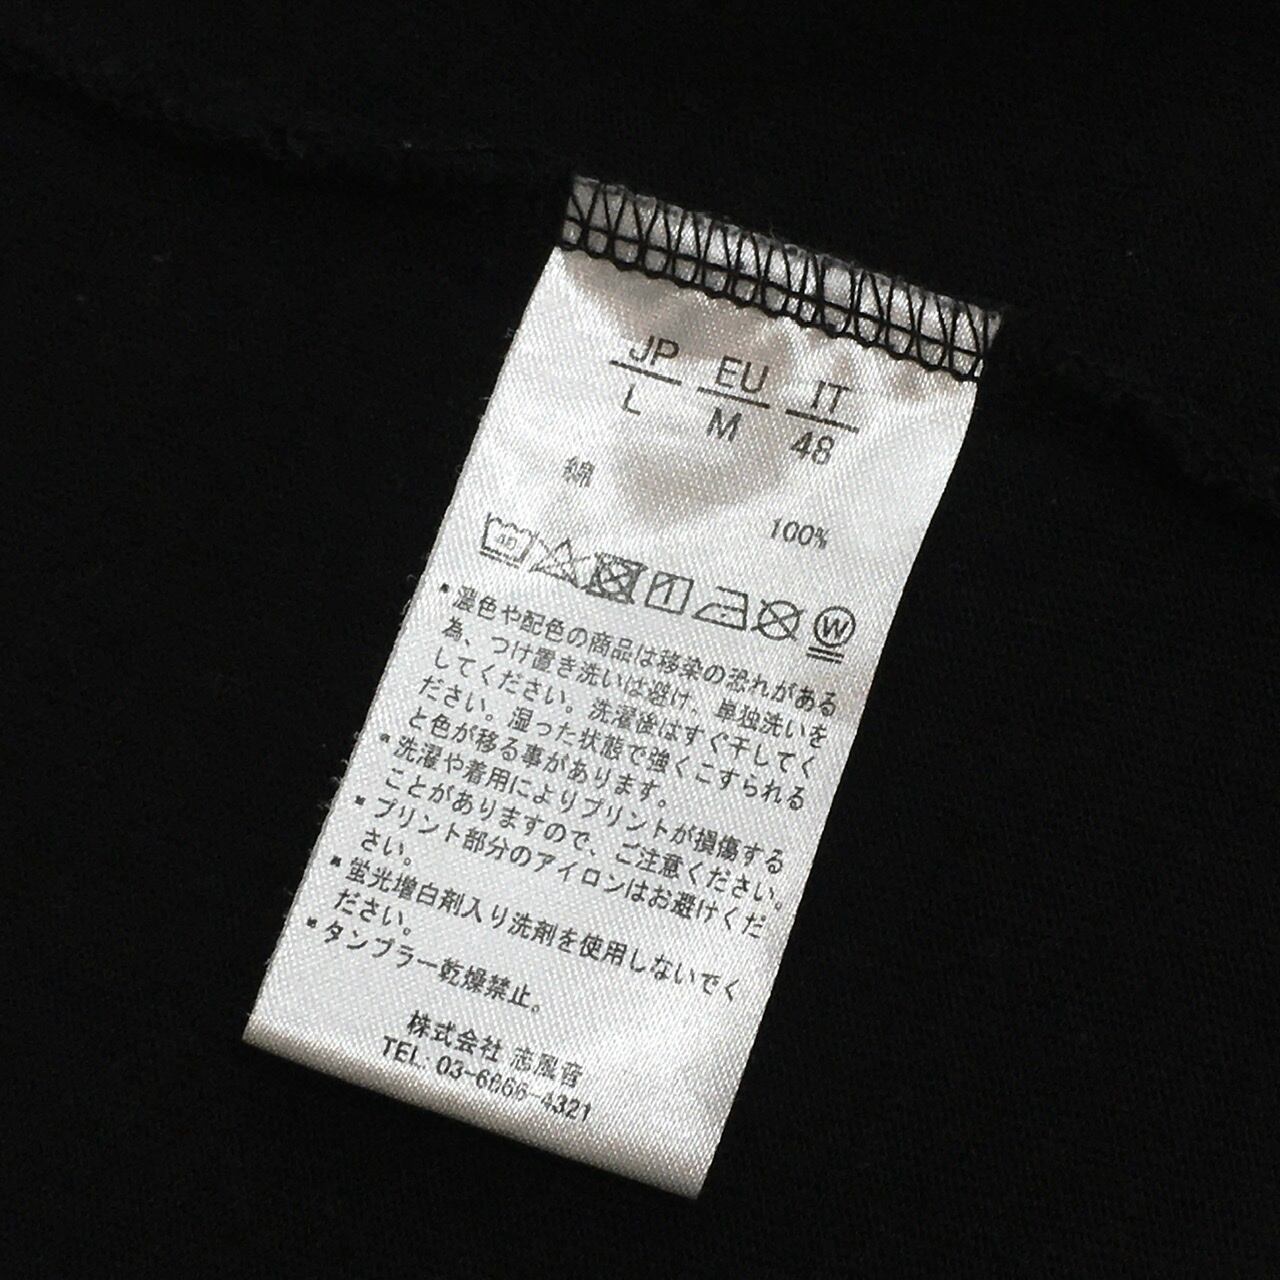 JP EU IT
L M 48
綿 100%
40
W
*濃色や配色の商品は移染の恐れがある
為、つけ置き洗いは避け、単独洗いを
してください。洗濯後はすぐ干してく
ださい。湿った状態で強くこすられる
と色が移る事があります。
*洗濯や着用によりプリントが損傷する
ことがありますので、ご注意ください。
*プリント部分のアイロンはお避けくだ
さい。
*蛍光増白剤入り洗剤を使用しないでく
ださい。
*タンブラー乾燥禁止。
株式会社 志風音
TEL: 03-6666-4321